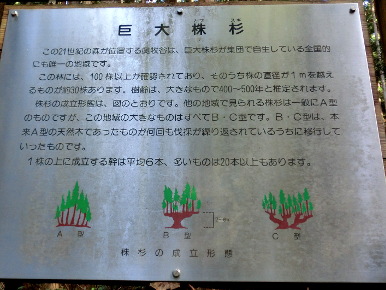 巨大株杉
この21世紀の森が位置する関牧谷は、巨大株杉が集団で自生している全国的
にも唯一の地域です。
この林には、100株以上が確認されており、そのうち株の直径が1mを越え
るものが約30株あります。樹齢は、大きなもので400～500年と推定されます。
株杉の成立形態は、図のとおりです。他の地域で見られる株杉は一般にA型
のものですが、この地域の大きなものはすべてB・C型です。B・C型は、本
来A型の天然木であったものが何回も伐採が繰り返されているうちに移行して
いったものです。
1株の上に成立する幹は平均6本、多いものは20本以上もあります。
A型 B型 C型
株杉の成立形態